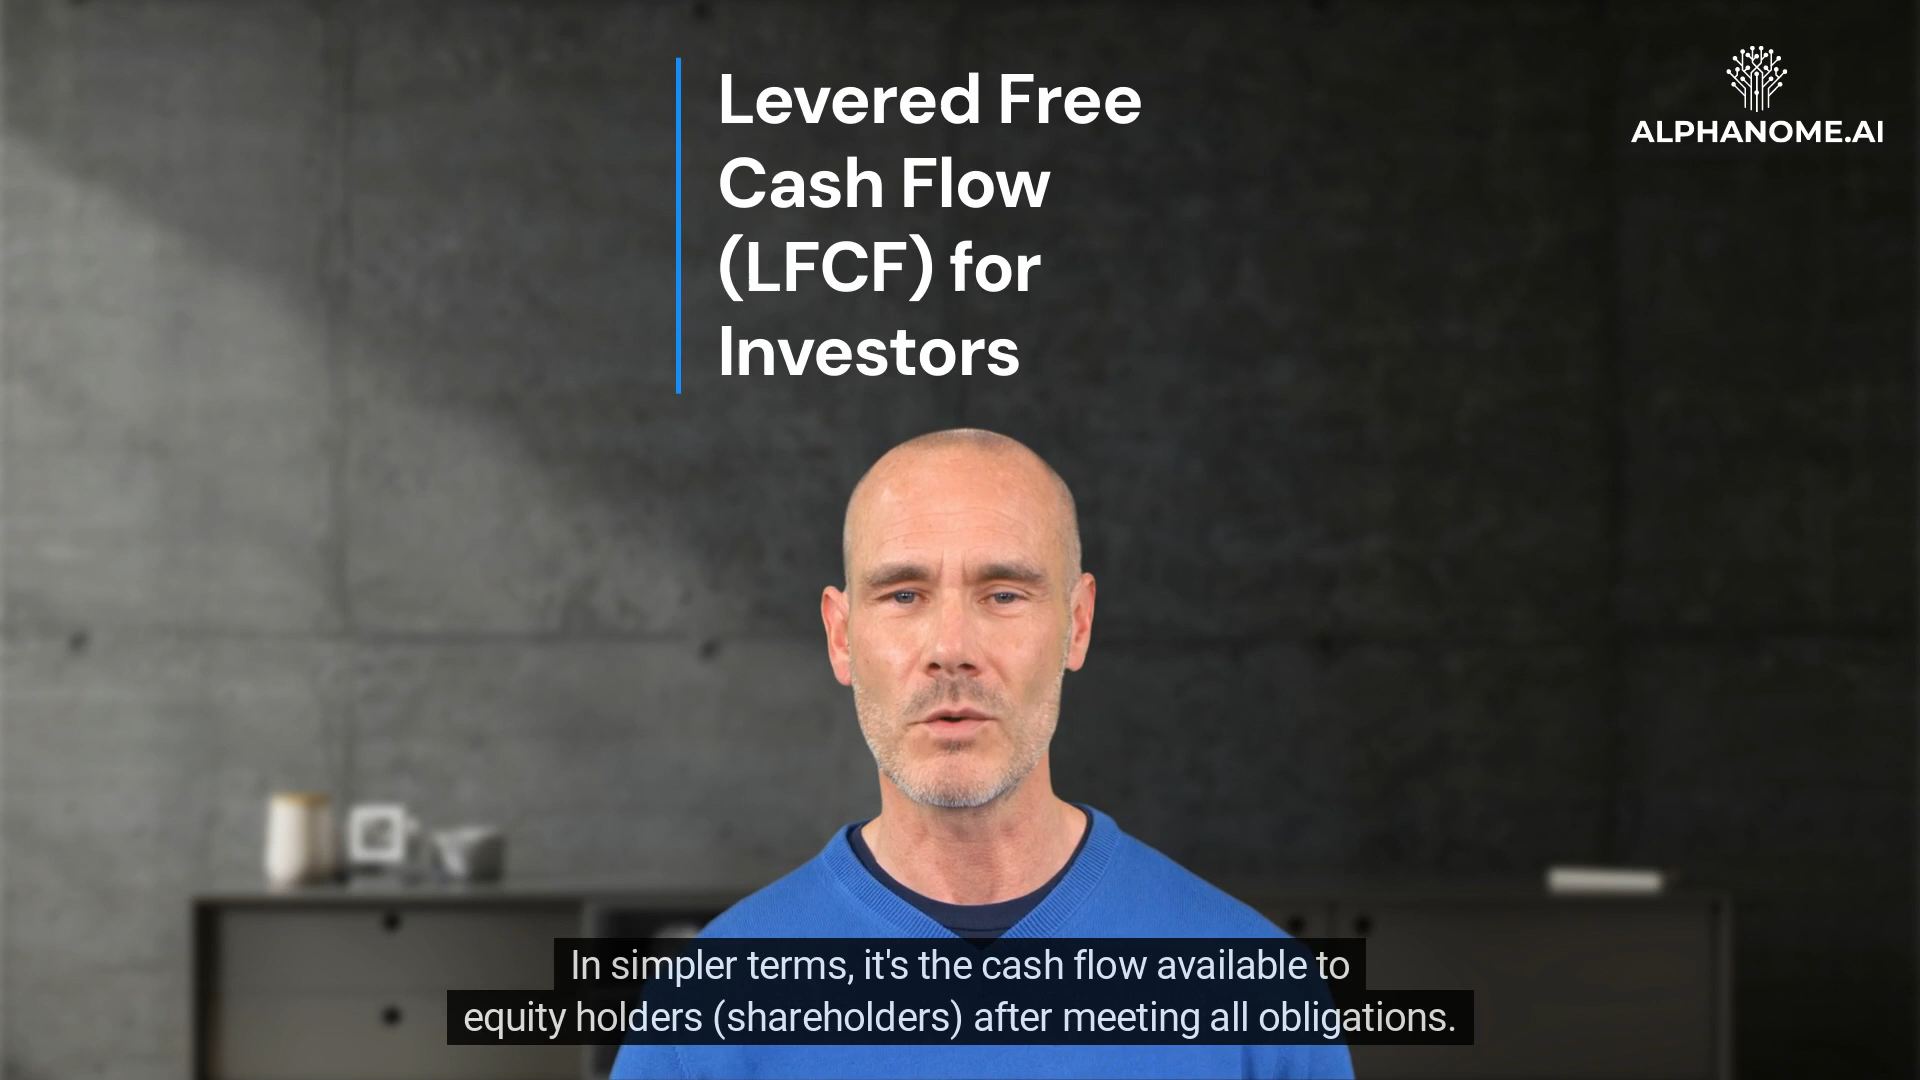 Levered Free
Cash Flow
(LFCF) for
Investors
ALPHANOME.AI
In simpler terms, it's the cash flow available to
equity holders (shareholders) after meeting all obligations.